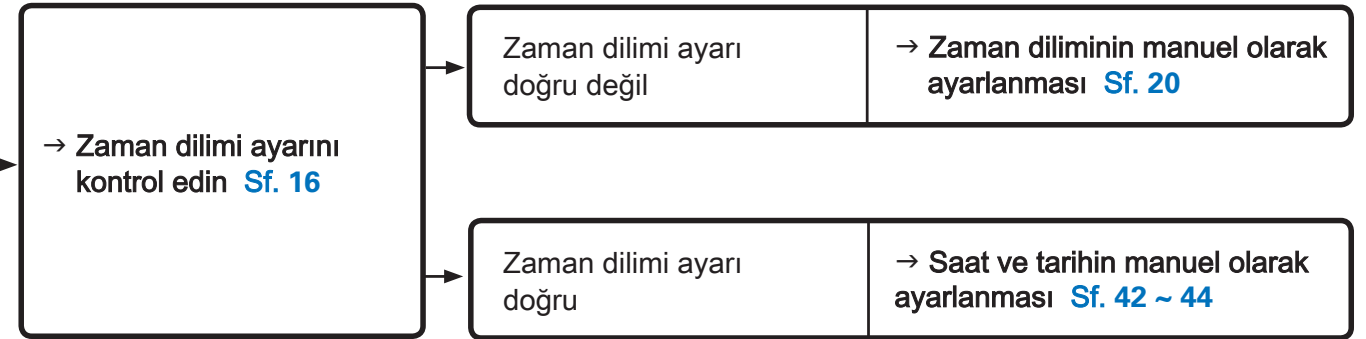 → Zaman dilimi ayarını
kontrol edin Sf. 16
Zaman dilimi ayarı
doğru değil
→ Zaman diliminin manuel olarak
ayarlanması Sf. 20
Zaman dilimi ayarı
doğru
→ Saat ve tarihin manuel olarak
ayarlanması Sf. 42 ~ 44